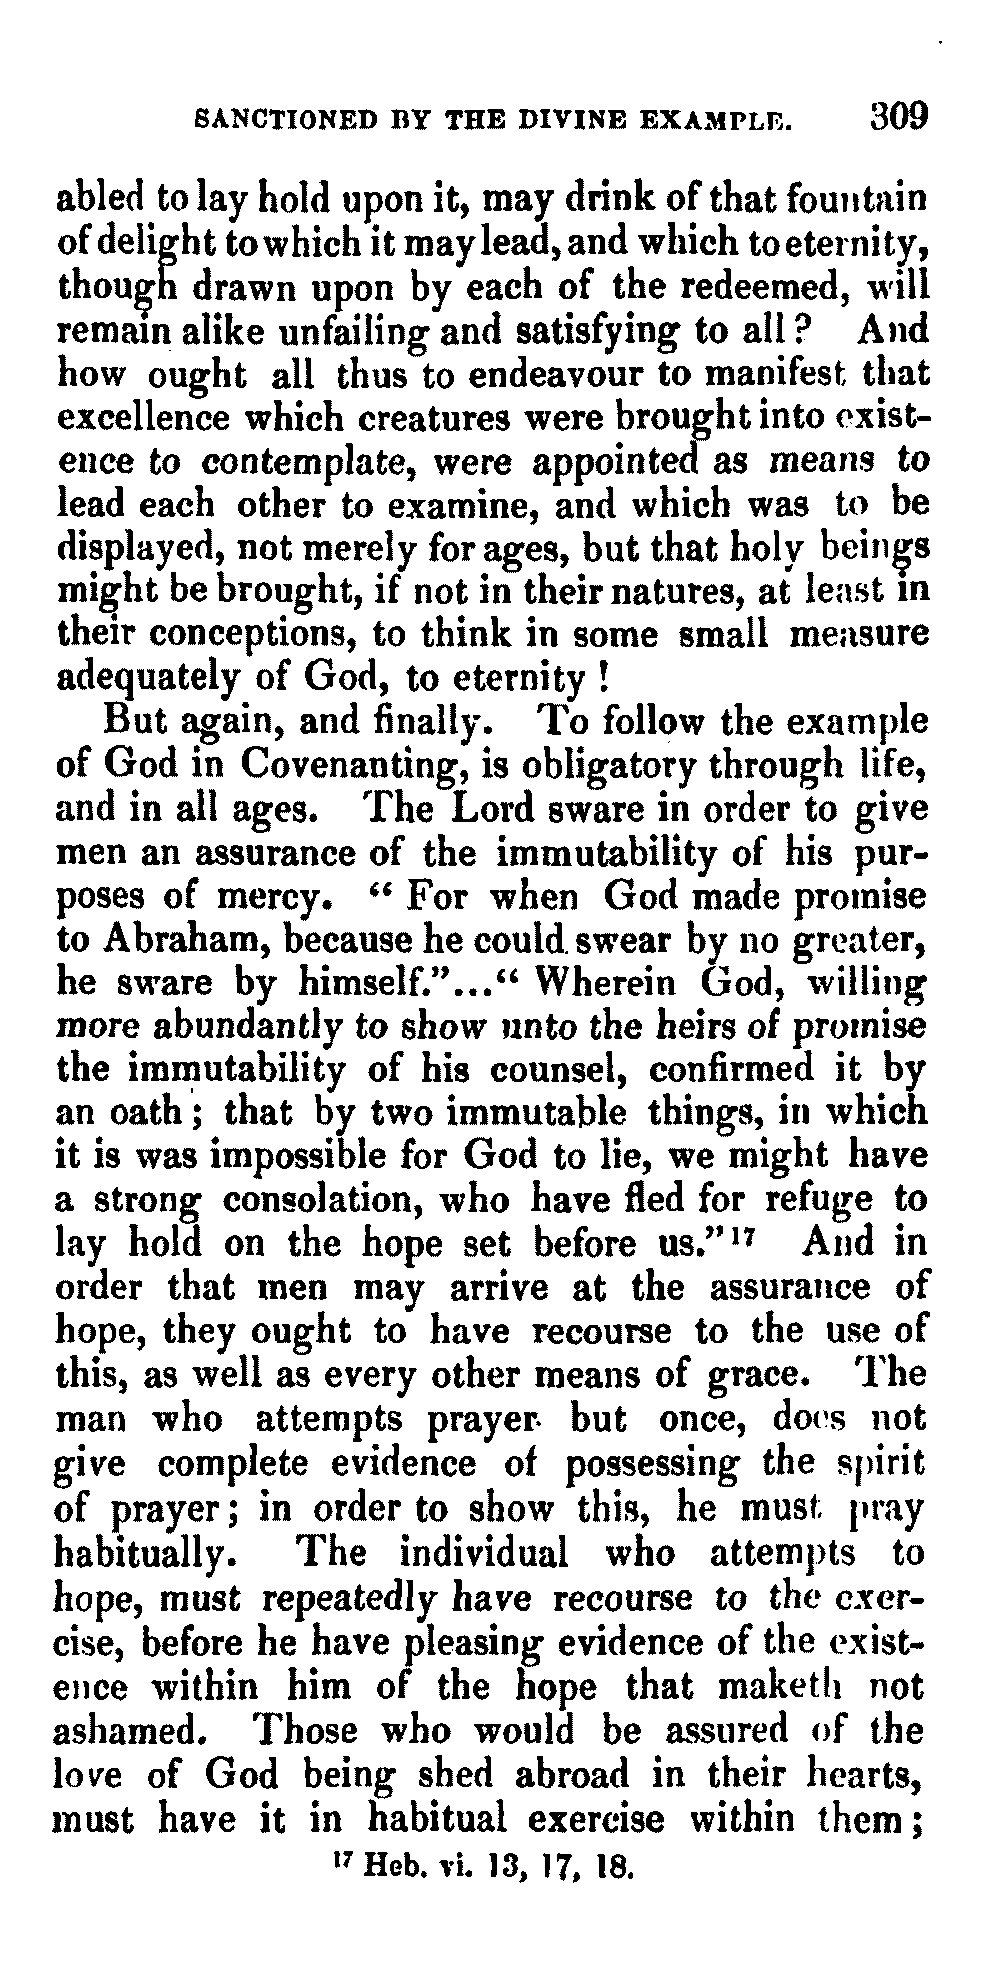 SANCTIONED BY THE DIVINE EXAMPLE. 309
abled to lay hold upon it, may drink of that fountain
of delight to which it may lead, and which to eternity,
though drawn upon by each of the redeemed, will
remain alike unfailing and satisfying to all? And
how ought all thus to endeavour to manifest that
excellence which creatures were brought into exist-
ence to contemplate, were appointed as means to
lead each other to examine, and which was to be
displayed, not merely for ages, but that holy beings
might be brought, if not in their natures, at least in
their conceptions, to think in some small measure
adequately of God, to eternity!
But again, and finally. To follow the example
of God in Covenanting, is obligatory through life,
and in all ages. The Lord sware in order to give
men an assurance of the immutability of his pur-
poses of mercy. “For when God made promise
to Abraham, because he could swear by no greater,
he sware by himself.”...“Wherein God, willing
more abundantly to show unto the heirs of promise
the immutability of his counsel, confirmed it by
an oath; that by two immutable things, in which
it is was impossible for God to lie, we might have
a strong consolation, who have fled for refuge to
lay hold on the hope set before us.”¹⁷ And in
order that men may arrive at the assurance of
hope, they ought to have recourse to the use of
this, as well as every other means of grace. The
man who attempts prayer but once, does not
give complete evidence of possessing the spirit
of prayer; in order to show this, he must pray
habitually. The individual who attempts to
hope, must repeatedly have recourse to the exer-
cise, before he have pleasing evidence of the exist-
ence within him of the hope that maketh not
ashamed. Those who would be assured of the
love of God being shed abroad in their hearts,
must have it in habitual exercise within them;
¹⁷ Heb. vi. 13, 17, 18.